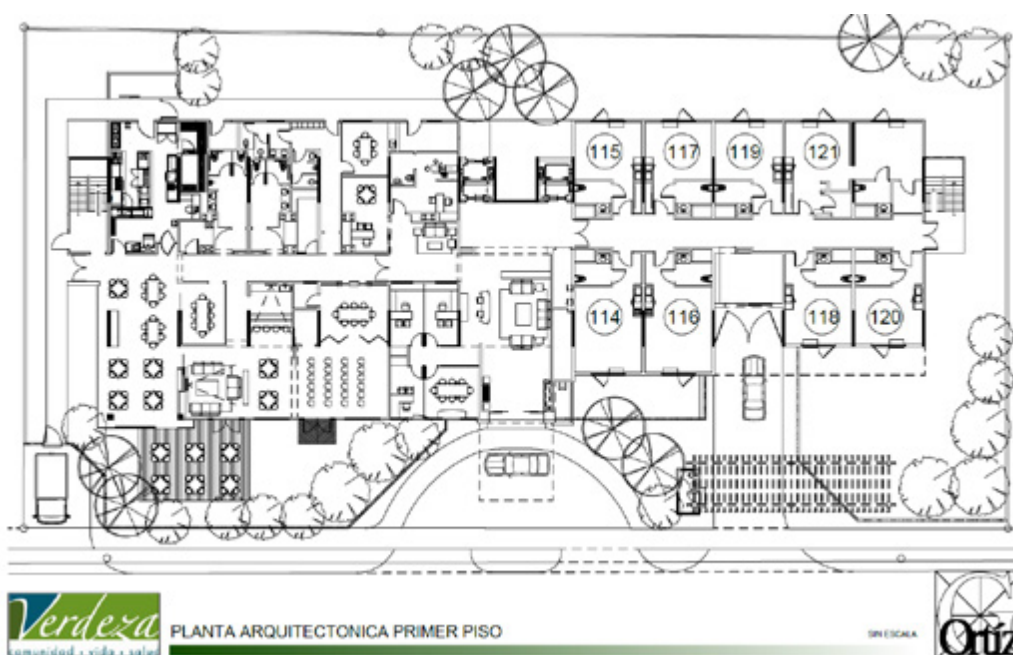 115
117
119
121
114
116
118
120
Verdeza
comunidad · vida · salud
PLANTA ARQUITECTONICA PRIMER PISO
SIN ESCALA
Ortíz